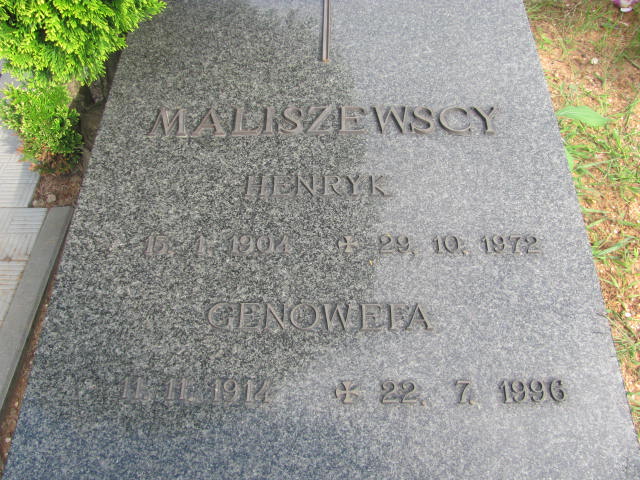 MALISZEWSCY
HENRYK
15. 1. 1904 ✠ 29. 10. 1972
GENOWEFA
11. 11. 1914 ✠ 22. 7. 1996